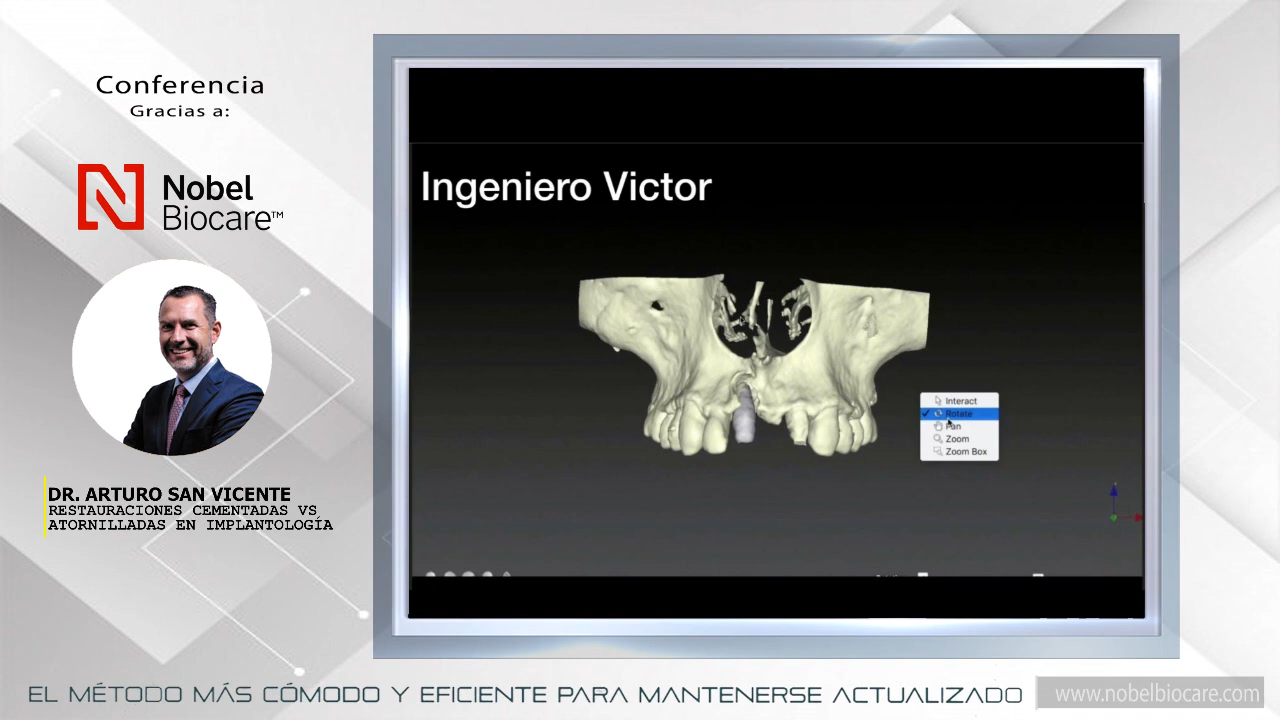 Conferencia
Gracias a:
Nobel
Biocare™
DR. ARTURO SAN VICENTE
RESTAURACIONES CEMENTADAS VS
ATORNILLADAS EN IMPLANTOLOGÍA
Ingeniero Victor
Interact
Rotate
Pan
Zoom
Zoom Box
EL MÉTODO MÁS CÓMODO Y EFICIENTE PARA MANTENERSE ACTUALIZADO
www.nobelbiocare.com